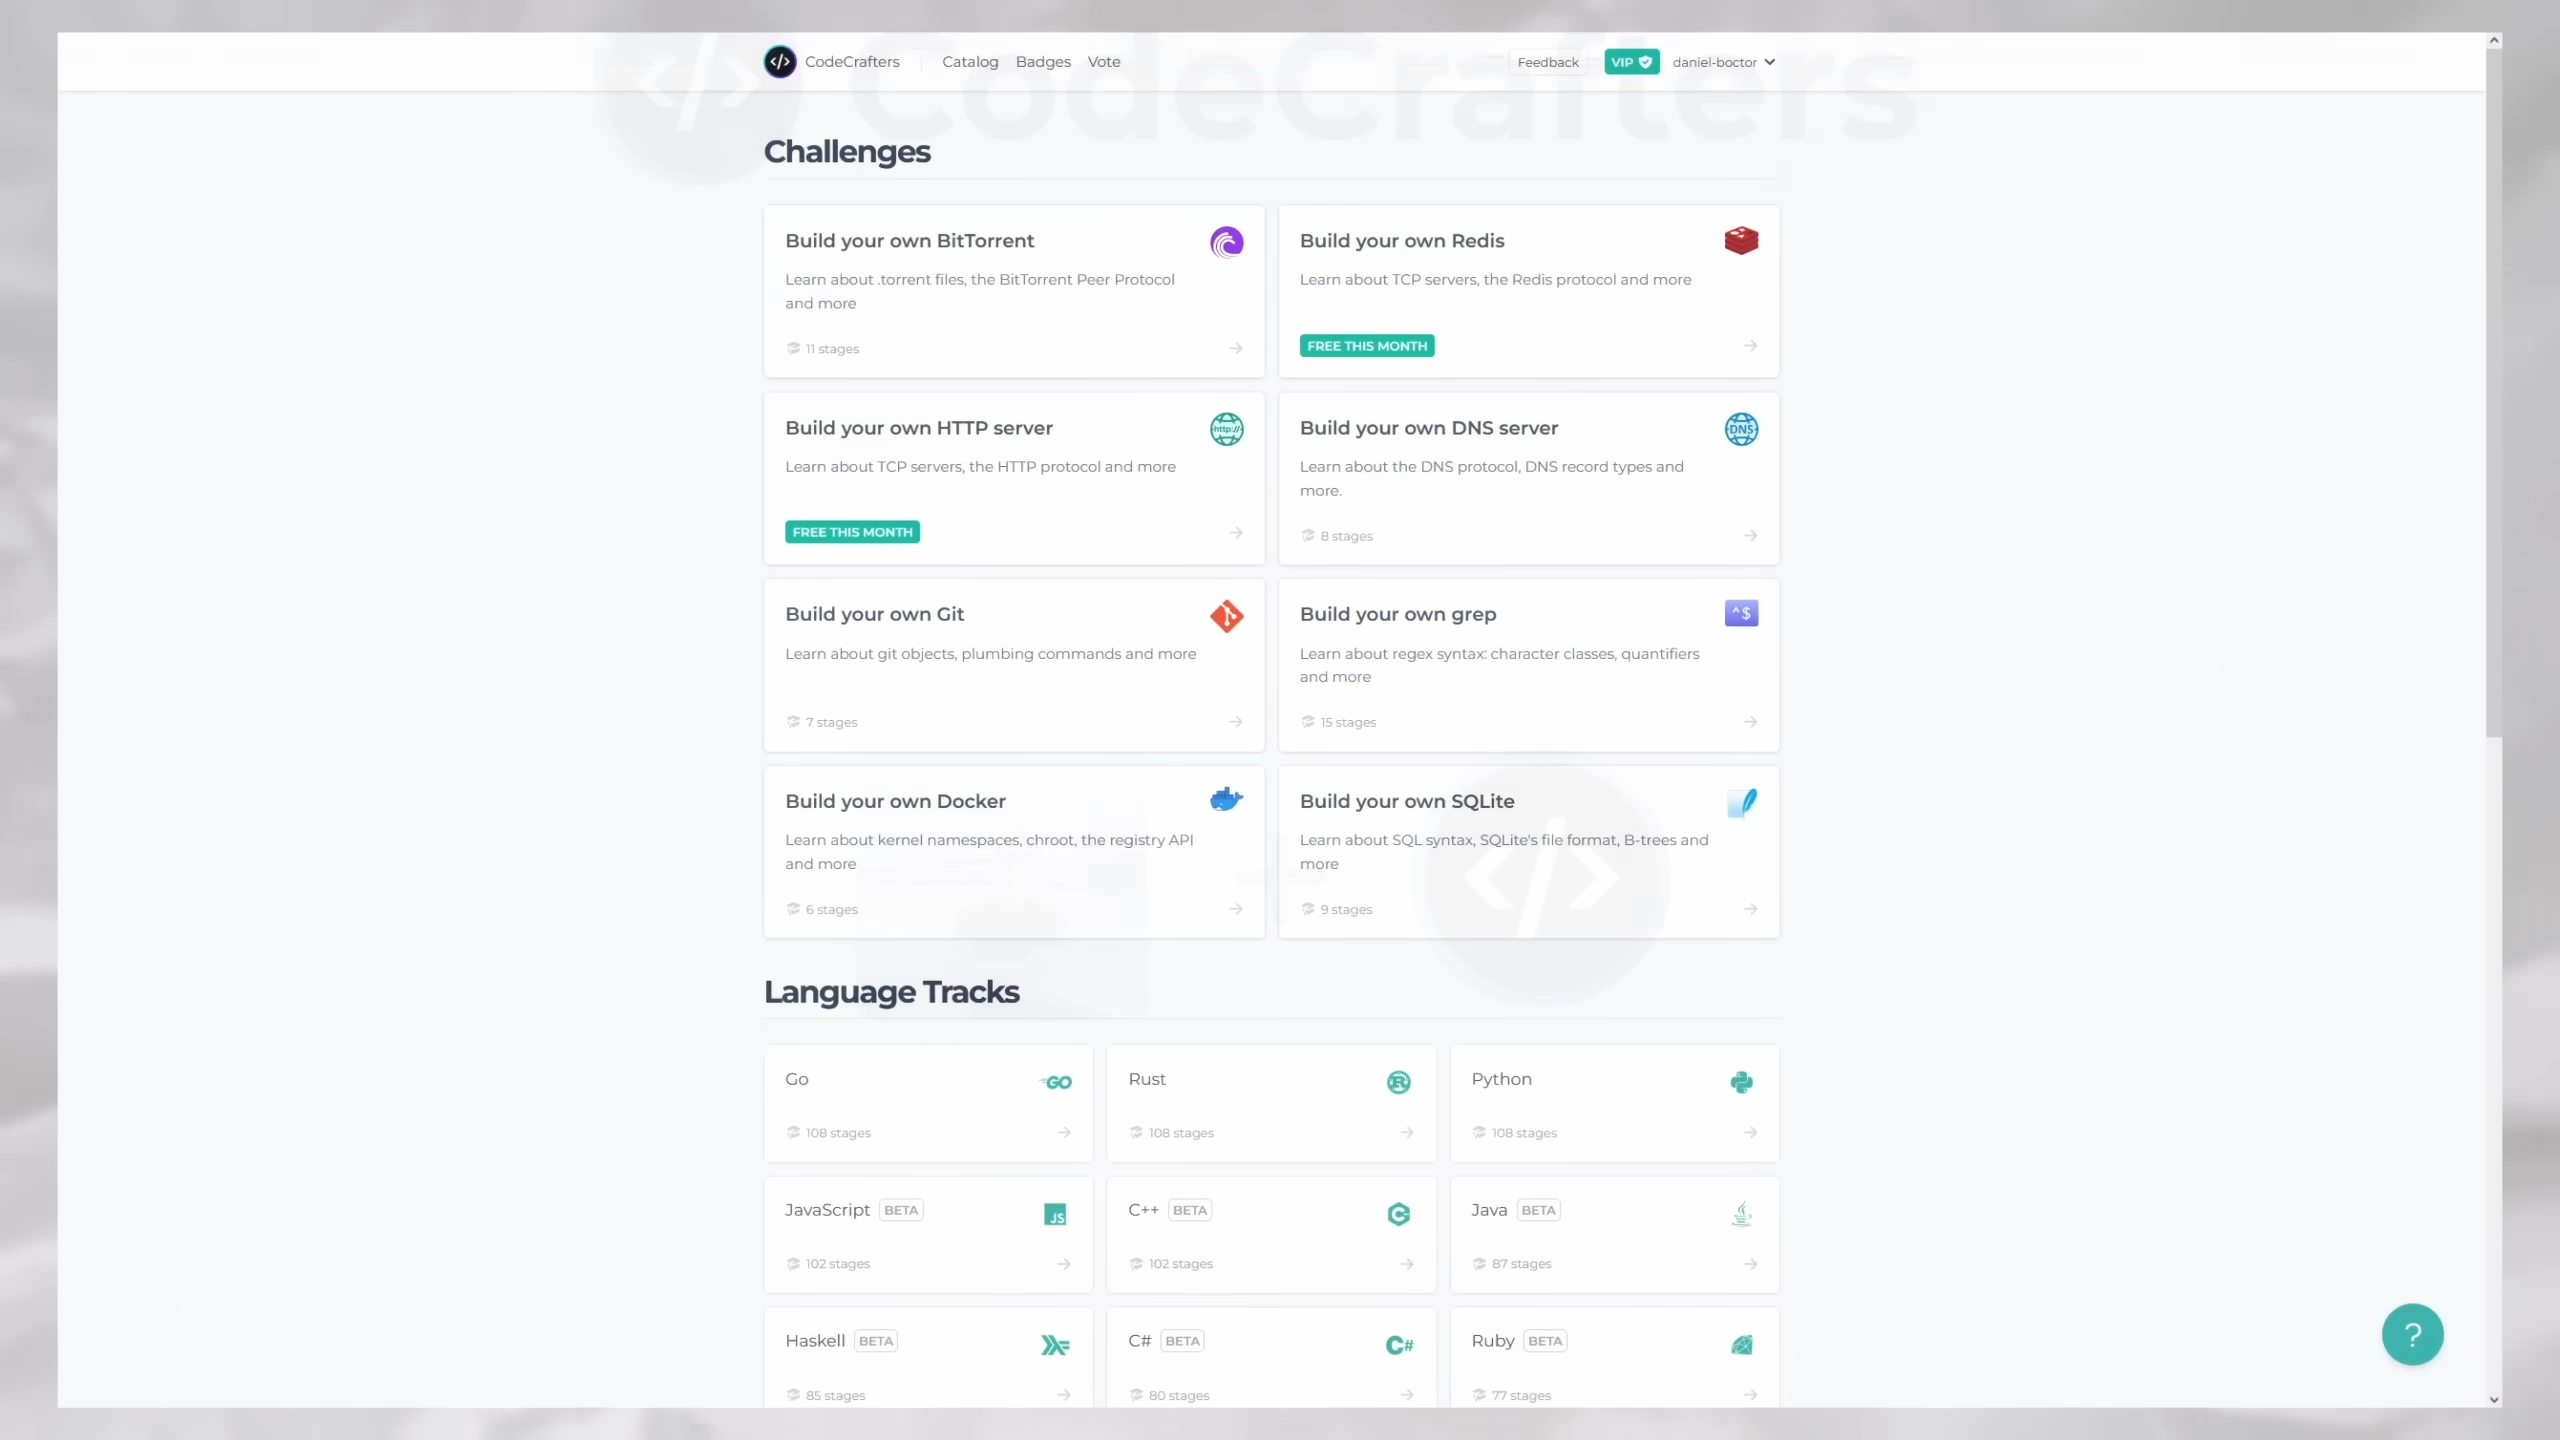 CodeCrafters
Catalog
Badges
Vote
Feedback
VIP
daniel-boctor
CodeCrafters
Challenges
Build your own BitTorrent
Learn about .torrent files, the BitTorrent Peer Protocol
and more
11 stages
Build your own Redis
Learn about TCP servers, the Redis protocol and more
FREE THIS MONTH
Build your own HTTP server
http://
Learn about TCP servers, the HTTP protocol and more
FREE THIS MONTH
Build your own DNS server
DNS
Learn about the DNS protocol, DNS record types and
more.
8 stages
Build your own Git
Learn about git objects, plumbing commands and more
7 stages
Build your own grep
^$
Learn about regex syntax: character classes, quantifiers
and more
15 stages
Build your own Docker
Learn about kernel namespaces, chroot, the registry API
and more
6 stages
Build your own SQLite
Learn about SQL syntax, SQLite's file format, B-trees and
more
9 stages
Language Tracks
Go
GO
108 stages
Rust
R
108 stages
Python
108 stages
JavaScript BETA
JS
102 stages
C++ BETA
C
102 stages
Java BETA
87 stages
Haskell BETA
85 stages
C# BETA
C#
80 stages
Ruby BETA
77 stages
?